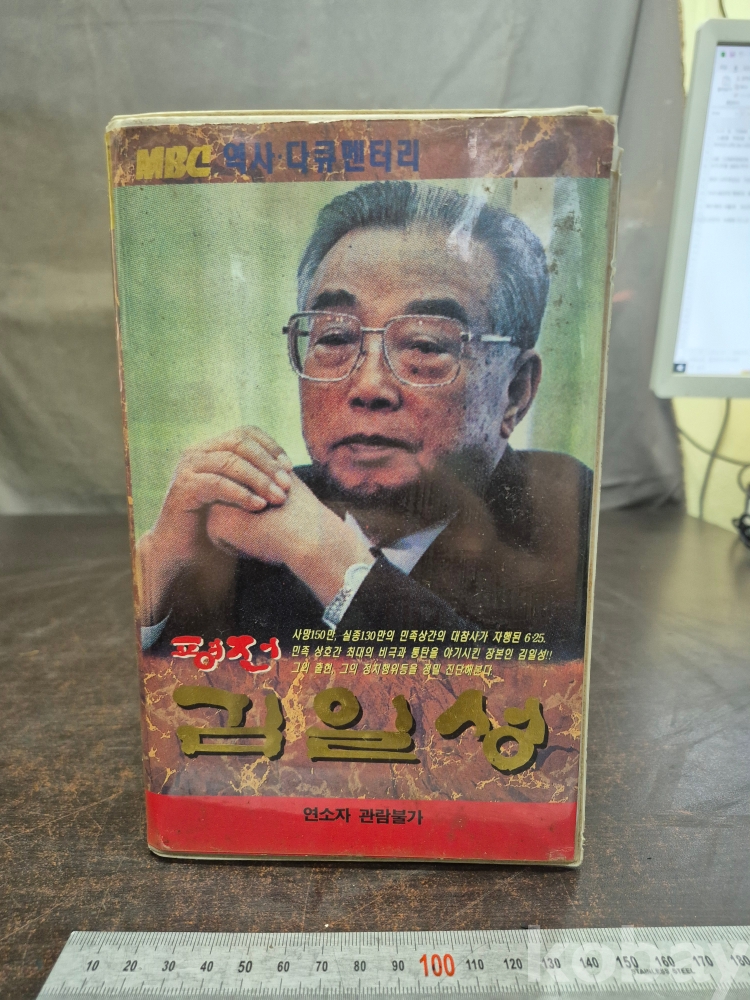 MBC 역사·다큐멘터리
사망150만, 실종130만의 민족상간의 대참사가 자행된 6·25.
민족 상호간 최대의 비극과 통탄을 야기시킨 장본인 김일성!!
그의 출현, 그의 정치행위등을 정밀 진단해본다.
평전
김일성
연소자 관람불가
10 20 30 40 50 60 70 80 90 100 110 120 130 140 150 160 170 180
STAINLESS STEEL
kobay